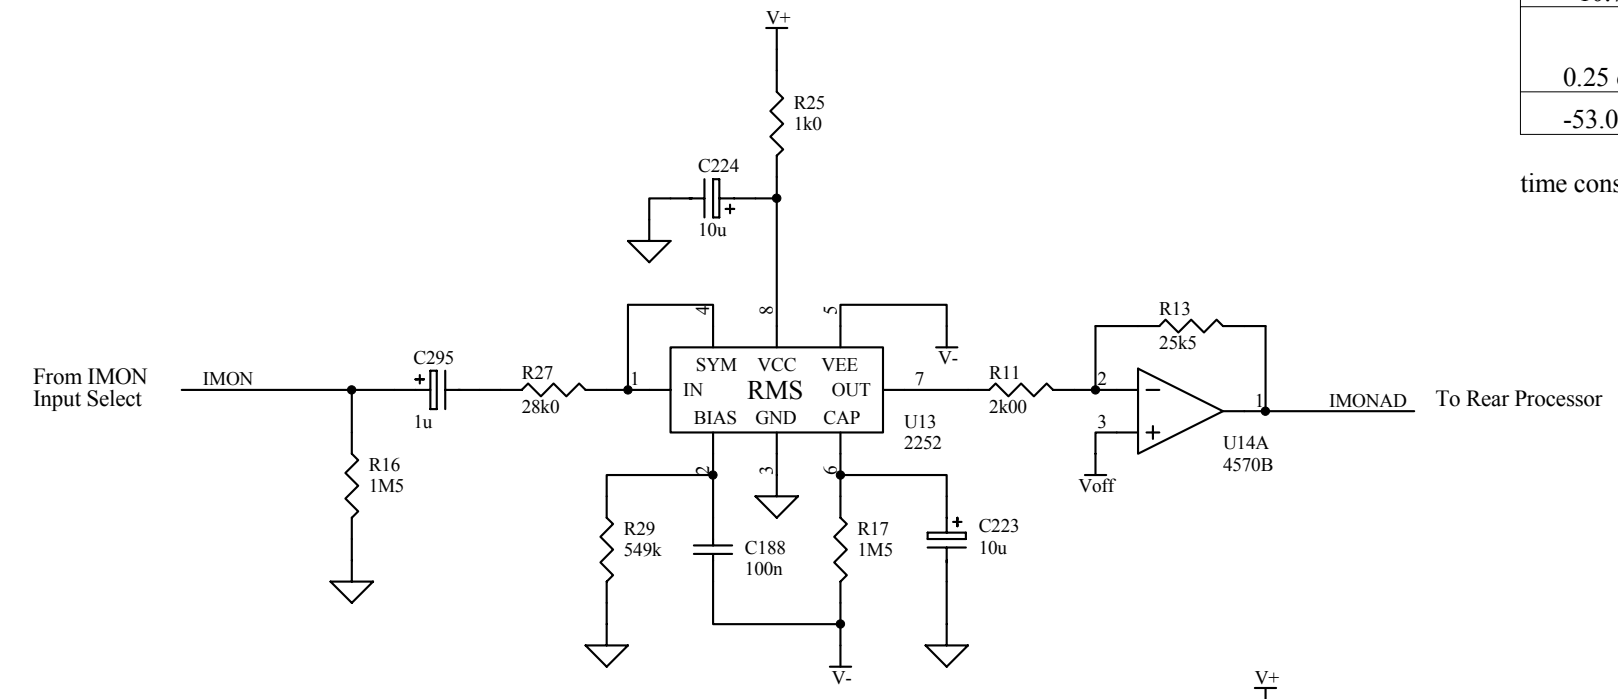 V+
R25
1k0
C224
10u
0.25
-53.0
time cons
4
8
5
SYM VCC VEE
IN RMS OUT
BIAS GND CAP
V-
U13
2252
From IMON
Input Select
IMON
C295
1u
R27
28k0
1
7
R11
2k00
R13
25k5
2
3
1
IMONAD
To Rear Processor
U14A
4570B
Voff
R16
1M5
2
3
6
R29
549k
C188
100n
R17
1M5
C223
10u
V-
V+